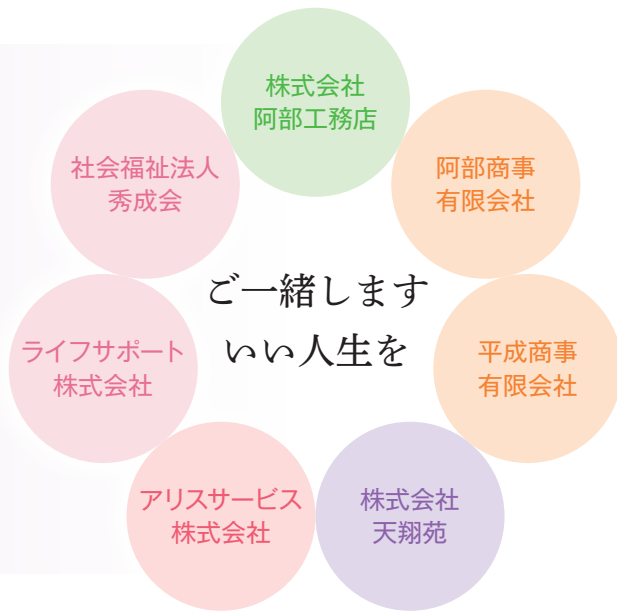 株式会社
阿部工務店
阿部商事
有限会社
平成商事
有限会社
株式会社
天翔苑
アリスサービス
株式会社
ライフサポート
株式会社
社会福祉法人
秀成会
ご一緒します
いい人生を